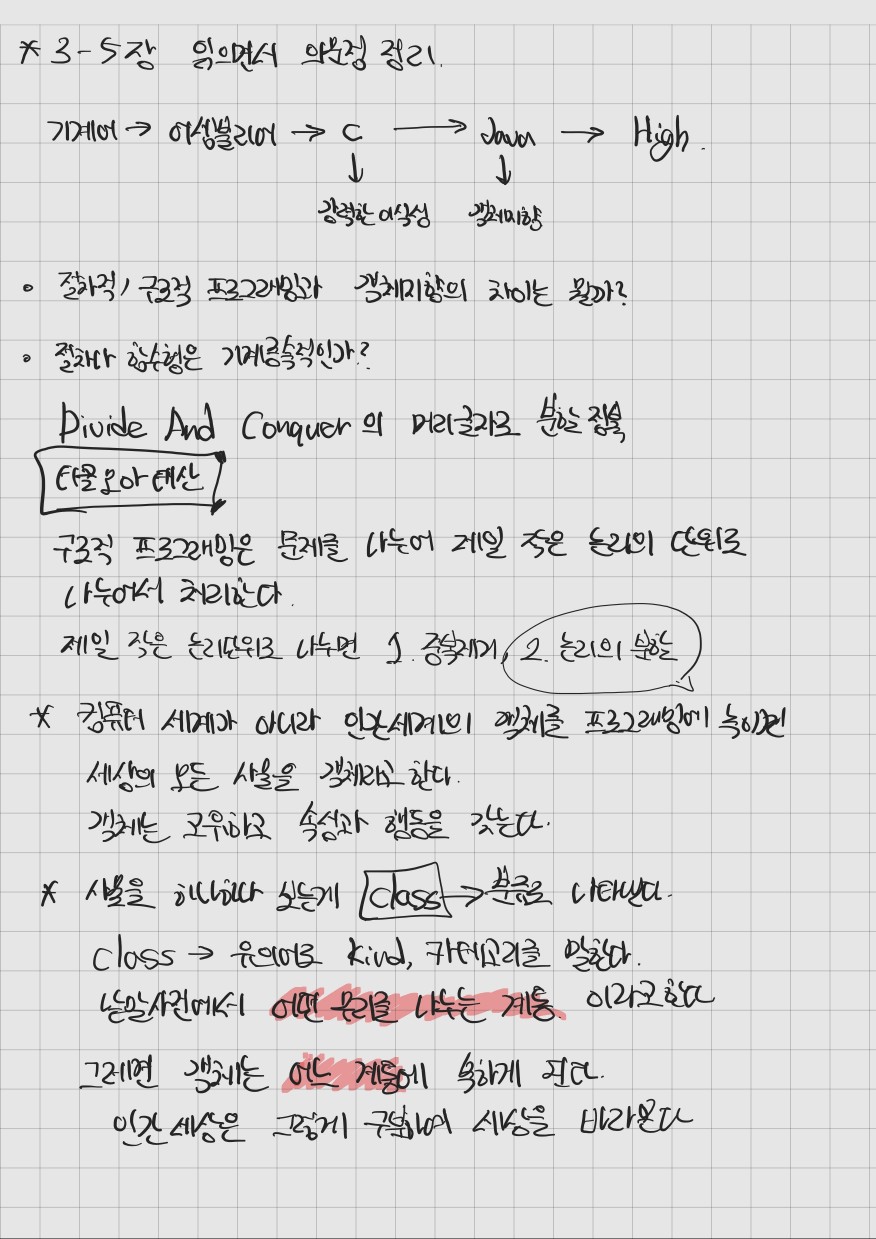 * 3-5장 읽으면서 의문점 정리.
기계어 → 어셈블리어 → C → Java → High.
↓ ↓
강력한 이식성 객체지향
◦ 절차적/구조적 프로그래밍과 객체지향의 차이는 뭘까?
◦ 절차나 함수형은 기계종속적인가?
Divide And Conquer의 머리글자로 분할 정복
타끌모아 태산
구조적 프로그래밍은 문제를 나누어 제일 작은 논리의 단위로
나누어서 처리한다.
제일 작은 논리단위로 나누면 1. 중복제거, 2. 논리의 분할
* 컴퓨터 세계가 아니라 인간세계의 객체를 프로그래밍에 녹이면
세상의 모든 사물을 객체라고 한다.
객체는 고유하고 속성과 행동을 갖는다.
* 사물을 하나하나 보는게 class → 분류로 나타낸다.
class → 유의어로 kind, 카테고리를 말한다.
낱말사전에서 어떤 무리를 나누는 계통 이라고한다
그러면 객체는 어느 계통에 속하게 된다.
인간 세상은 그렇게 구분하여 세상을 바라본다